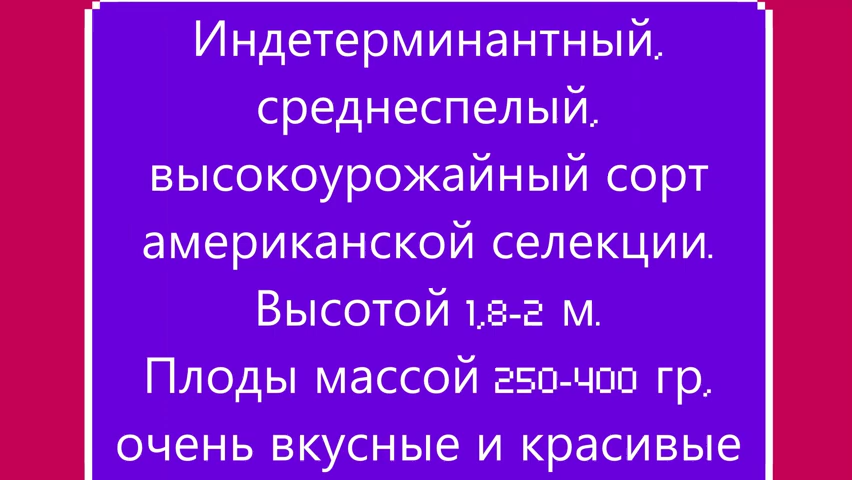 Индетерминантный,
среднеспелый,
высокоурожайный сорт
американской селекции.
Высотой 1,8-2 м.
Плоды массой 250-400 гр,
очень вкусные и красивые